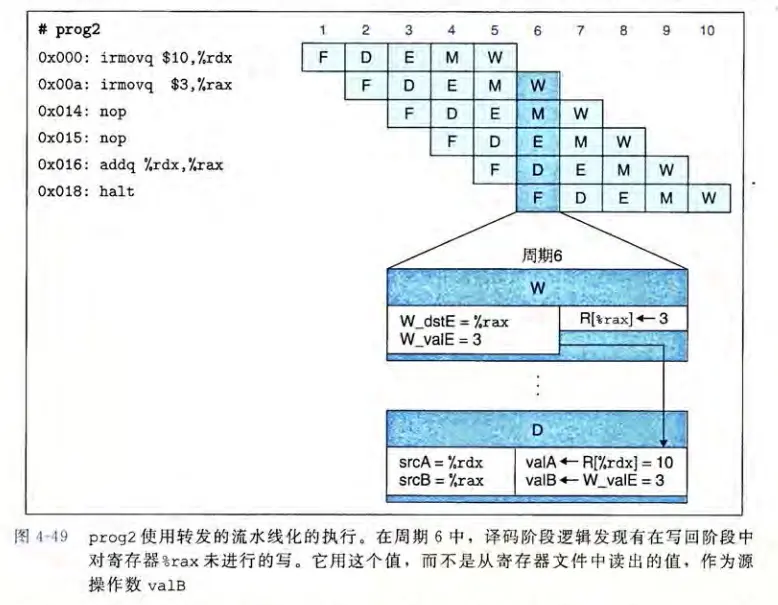 # prog2 1 2 3 4 5 6 7 8 9 10
0x000: irmovq $10,%rdx F D E M W
0x00a: irmovq $3,%rax F D E M W
0x014: nop F D E M W
0x015: nop F D E M W
0x016: addq %rdx,%rax F D E M W
0x018: halt F D E M W
周期6
W
W_dstE = %rax R[%rax] ← 3
W_valE = 3
D
srcA = %rdx valA ← R[%rdx] = 10
srcB = %rax valB ← W_valE = 3
图 4-49 prog2使用转发的流水线化的执行。在周期 6 中，译码阶段逻辑发现有在写回阶段中
对寄存器%rax 未进行的写。它用这个值，而不是从寄存器文件中读出的值，作为源
操作数 valB